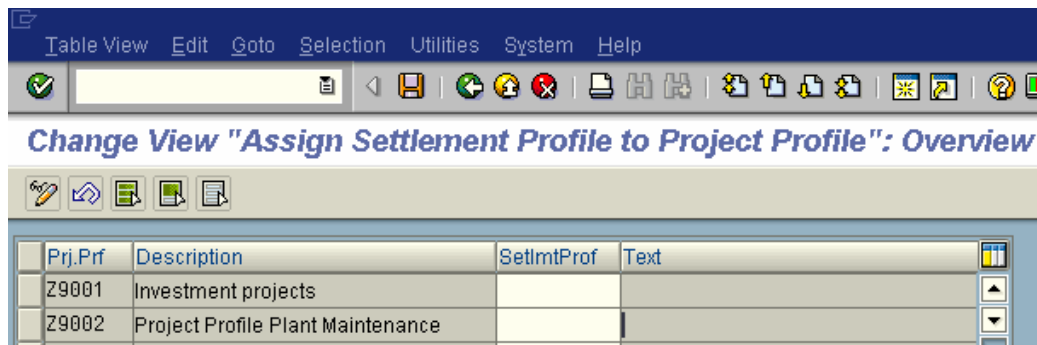 Table View Edit Goto Selection Utilities System Help
Change View "Assign Settlement Profile to Project Profile": Overview
Prj.Prf Description SetlmtProf Text
Z9001 Investment projects
Z9002 Project Profile Plant Maintenance